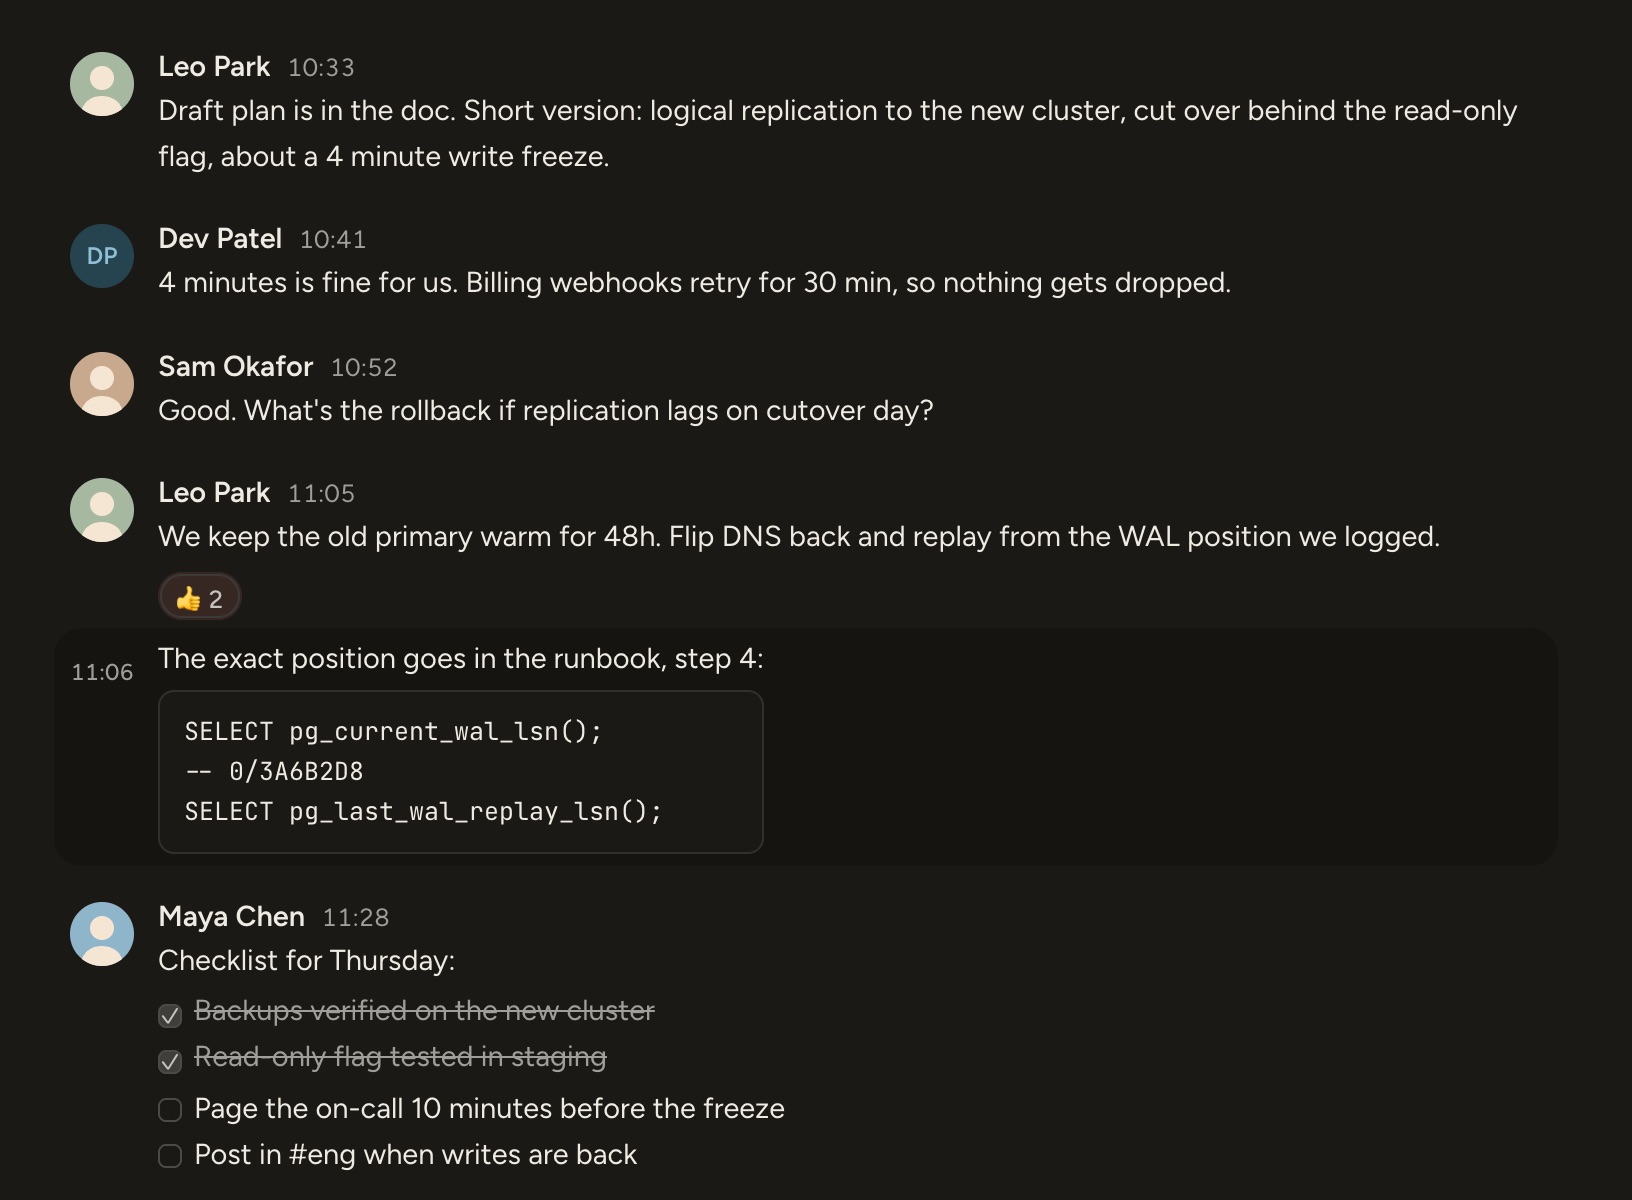 Leo Park 10:33
Draft plan is in the doc. Short version: logical replication to the new cluster, cut over behind the read-only
flag, about a 4 minute write freeze.
DP
Dev Patel 10:41
4 minutes is fine for us. Billing webhooks retry for 30 min, so nothing gets dropped.
Sam Okafor 10:52
Good. What's the rollback if replication lags on cutover day?
Leo Park 11:05
We keep the old primary warm for 48h. Flip DNS back and replay from the WAL position we logged.
👍 2
11:06 The exact position goes in the runbook, step 4:
SELECT pg_current_wal_lsn();
-- 0/3A6B2D8
SELECT pg_last_wal_replay_lsn();
Maya Chen 11:28
Checklist for Thursday:
Backups verified on the new cluster
Read-only flag tested in staging
Page the on-call 10 minutes before the freeze
Post in #eng when writes are back